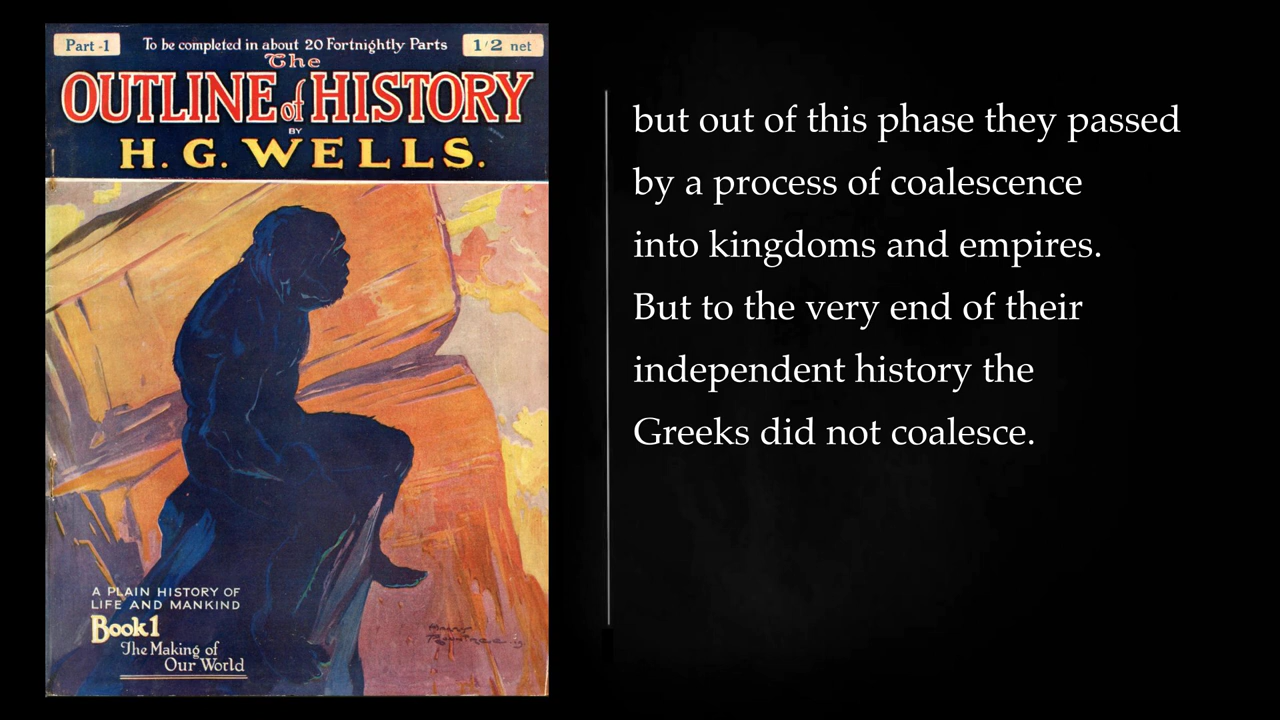 Part -1
To be completed in about 20 Fortnightly Parts
1/2 net
The
OUTLINE of HISTORY
BY
H. G. WELLS.
A PLAIN HISTORY OF
LIFE AND MANKIND
Book 1
The Making of
Our World
but out of this phase they passed
by a process of coalescence
into kingdoms and empires.
But to the very end of their
independent history the
Greeks did not coalesce.